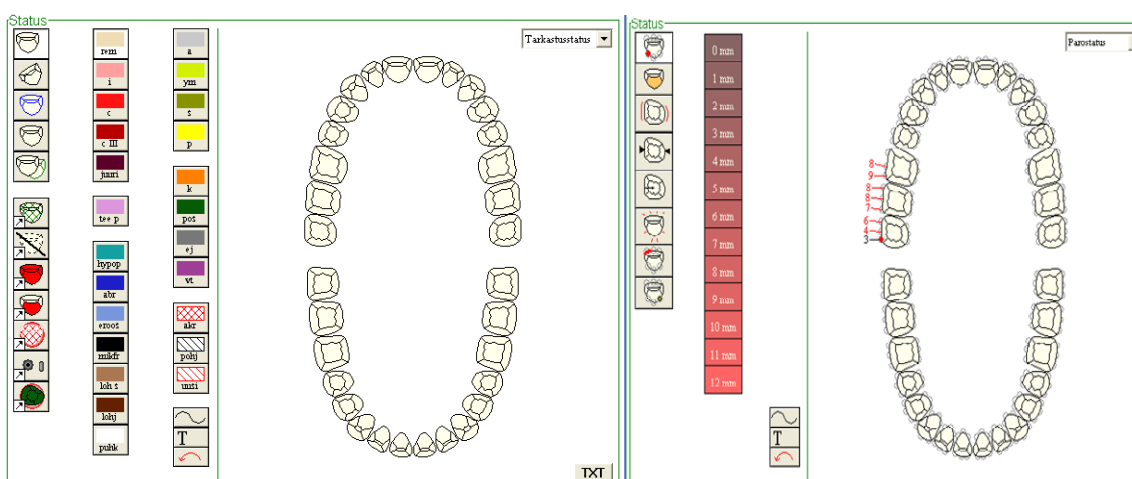 Status
Tarkastusstatus
rem
i
c
c III
juuri
tee p
hypop
abr
eroos
mikfr
loh s
lohj
puhk
a
ym
s
p
k
pos
ej
vt
akr
pohj
uusi
T
TXT
Status
Parostatus
0 mm
1 mm
2 mm
3 mm
4 mm
5 mm
6 mm
7 mm
8 mm
9 mm
10 mm
11 mm
12 mm
T
8
9
8
8
7
6
4
3